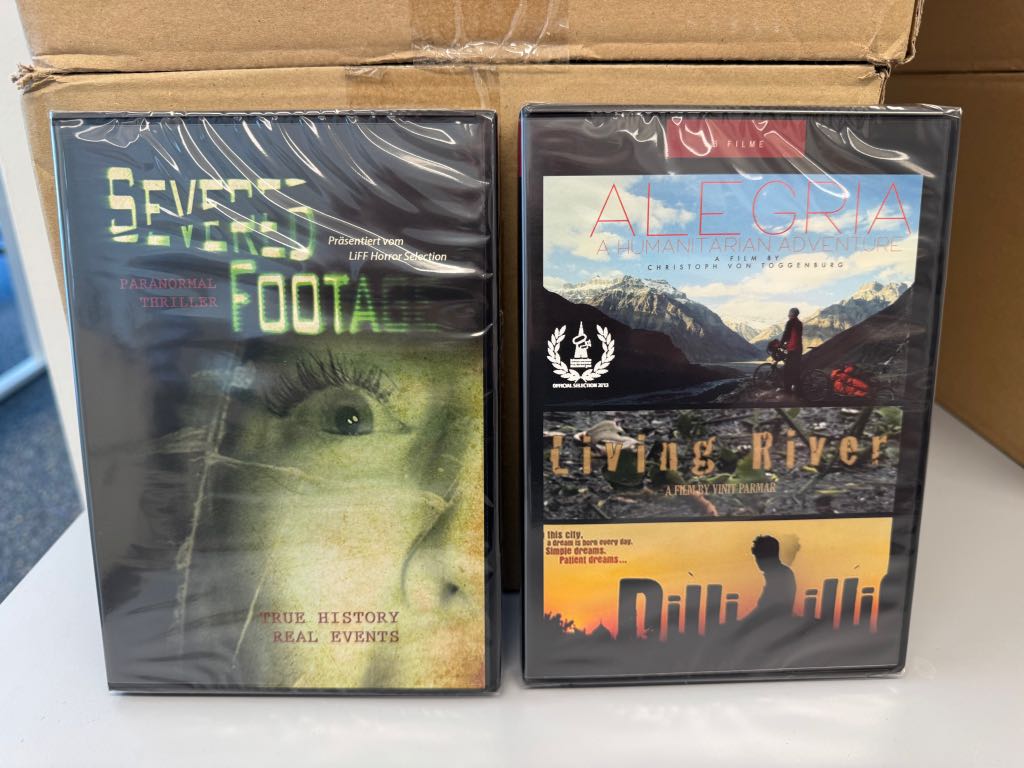 SEVERED
FOOTAGE
Präsentiert vom
LiFF Horror Selection
PARANORMAL
THRILLER
TRUE HISTORY
REAL EVENTS
FILME
ALEGRIA
A HUMANITARIAN ADVENTURE
A FILM BY
CHRISTOPH VON TOGGENBURG
OFFICIAL SELECTION 2013
Living River
A FILM BY VINIT PARMAR
this city,
a dream is born every day.
Simple dreams.
Patient dreams...
Dilli